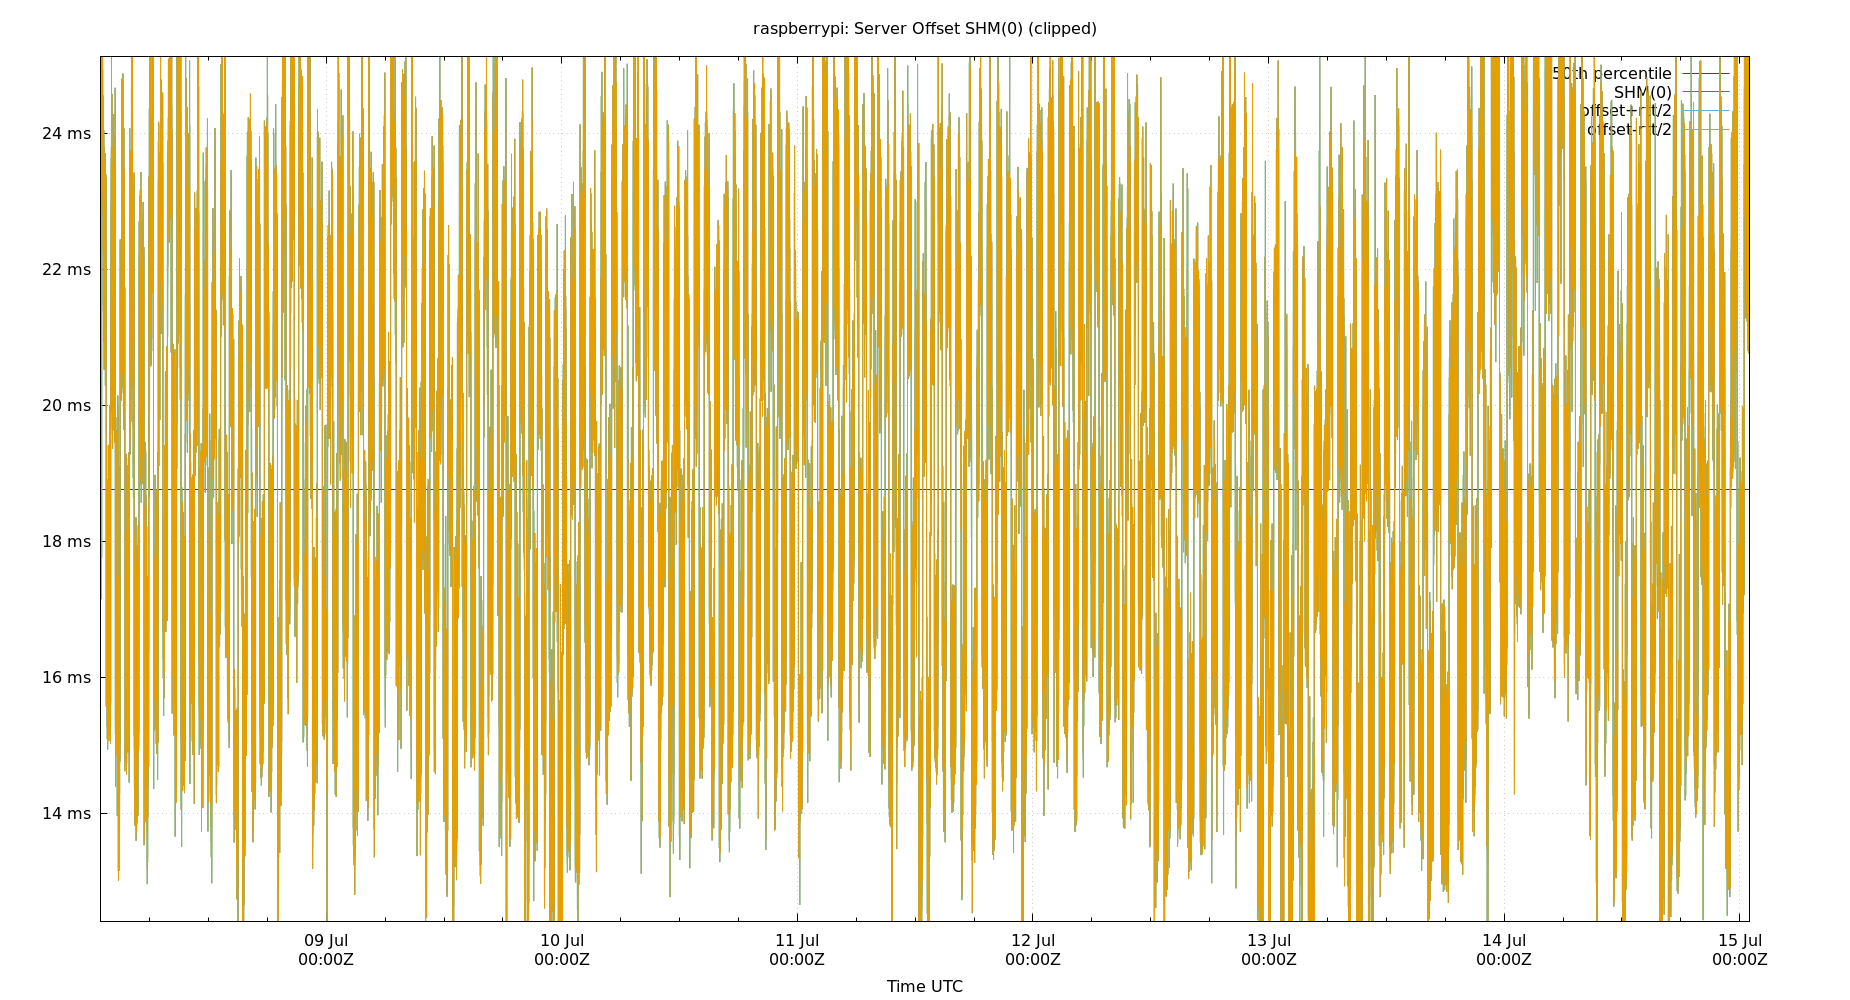 raspberrypi: Server Offset SHM(0) (clipped)
50th percentile
SHM(0)
offset+rtt/2
offset-rtt/2
24 ms
22 ms
20 ms
18 ms
16 ms
14 ms
09 Jul 10 Jul 11 Jul 12 Jul 13 Jul 14 Jul 15 Jul
00:00Z 00:00Z 00:00Z 00:00Z 00:00Z 00:00Z 00:00Z
Time UTC